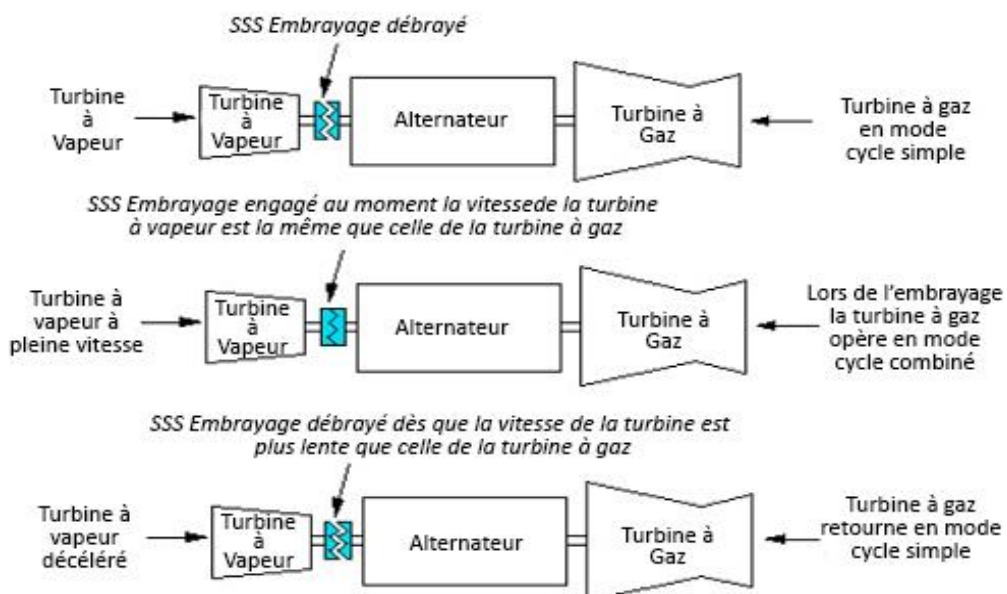 SSS Embrayage débrayé
Turbine
à
Vapeur
Turbine
à
Vapeur
Alternateur
Turbine à
Gaz
Turbine à gaz
en mode
cycle simple
SSS Embrayage engagé au moment la vitessede la turbine
à vapeur est la même que celle de la turbine à gaz
Turbine à
vapeur à
pleine vitesse
Turbine
à
Vapeur
Alternateur
Turbine à
Gaz
Lors de l'embrayage
la turbine à gaz
opère en mode
cycle combiné
SSS Embrayage débrayé dès que la vitesse de la turbine est
plus lente que celle de la turbine à gaz
Turbine à
vapeur
décéléré
Turbine
à
Vapeur
Alternateur
Turbine à
Gaz
Turbine à gaz
retourne en mode
cycle simple